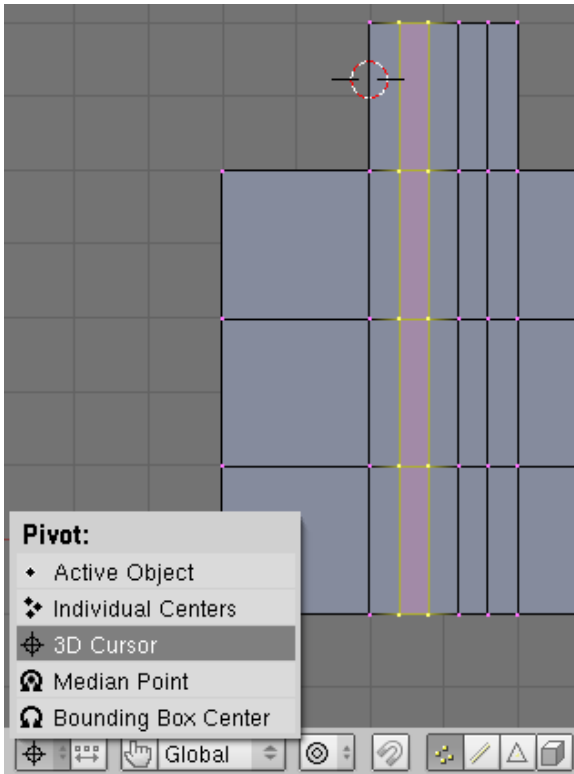 Pivot:
Active Object
Individual Centers
3D Cursor
Median Point
Bounding Box Center
Global